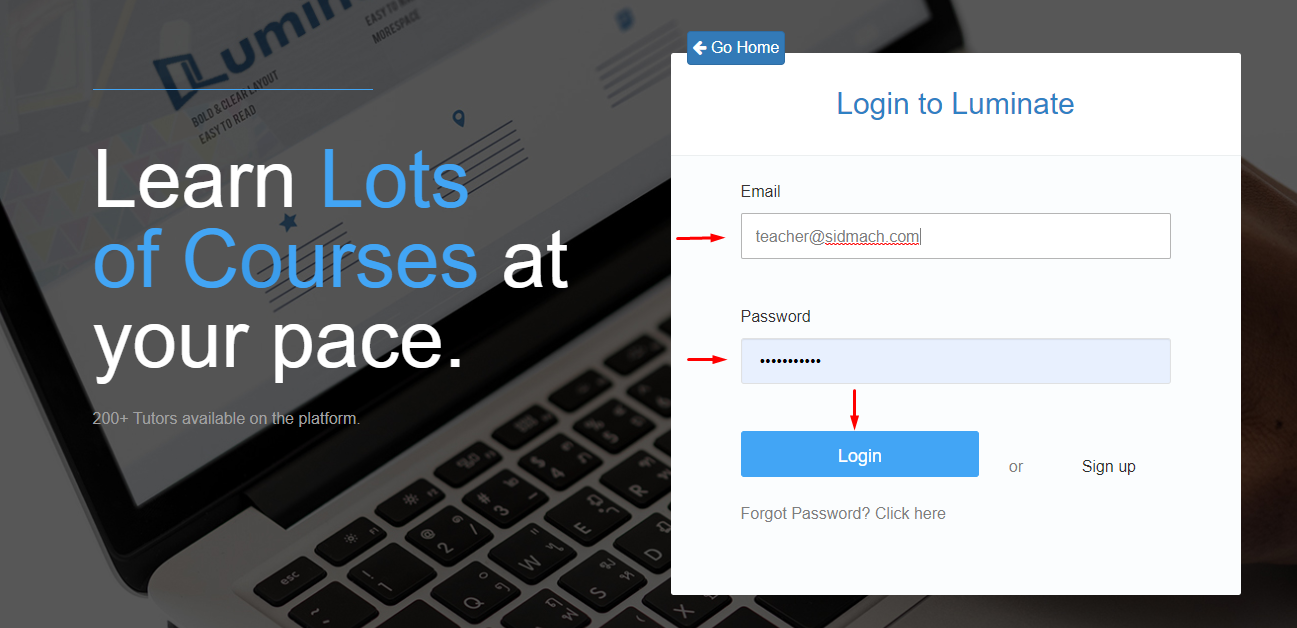 Lumin
EASY TO
MORESPACE
BOLD & CLEAR LAYOUT
EASY TO READ
Learn Lots
of Courses at
your pace.
200+ Tutors available on the platform.
Go Home
Login to Luminate
Email
teacher@sidmach.com
Password
•••••••••••
Login
or
Sign up
Forgot Password? Click here
esc